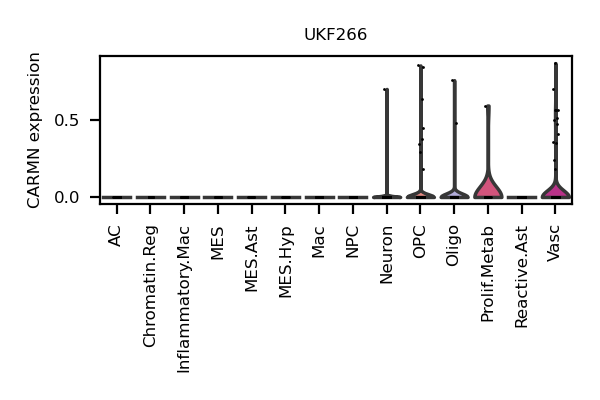 UKF266
CARMN expression
0.5
0.0
AC
Chromatin.Reg
Inflammatory.Mac
MES
MES.Ast
MES.Hyp
Mac
NPC
Neuron
OPC
Oligo
Prolif.Metab
Reactive.Ast
Vasc